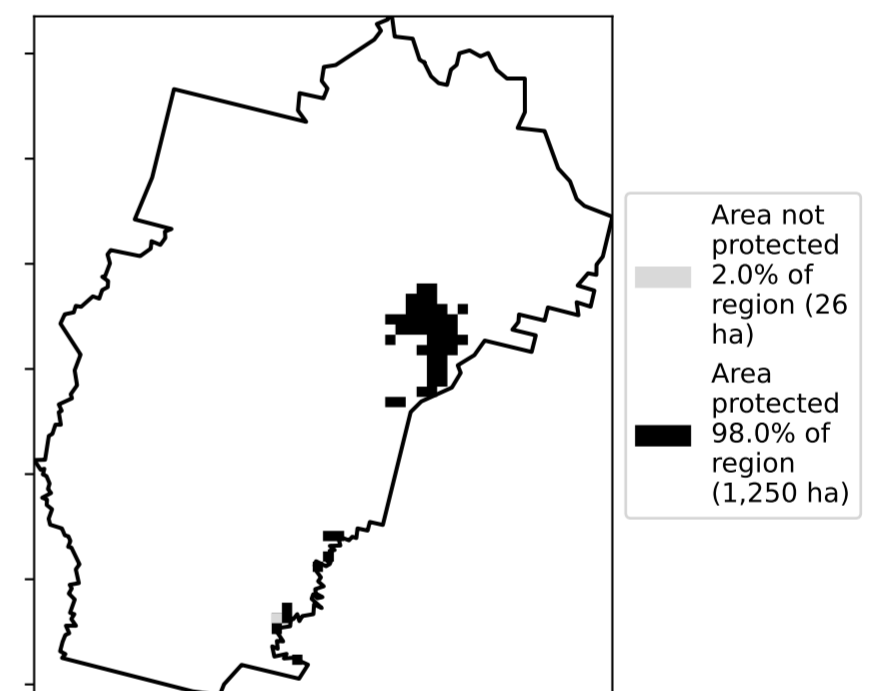 Area not
protected
2.0% of
region (26
ha)
Area
protected
98.0% of
region
(1,250 ha)